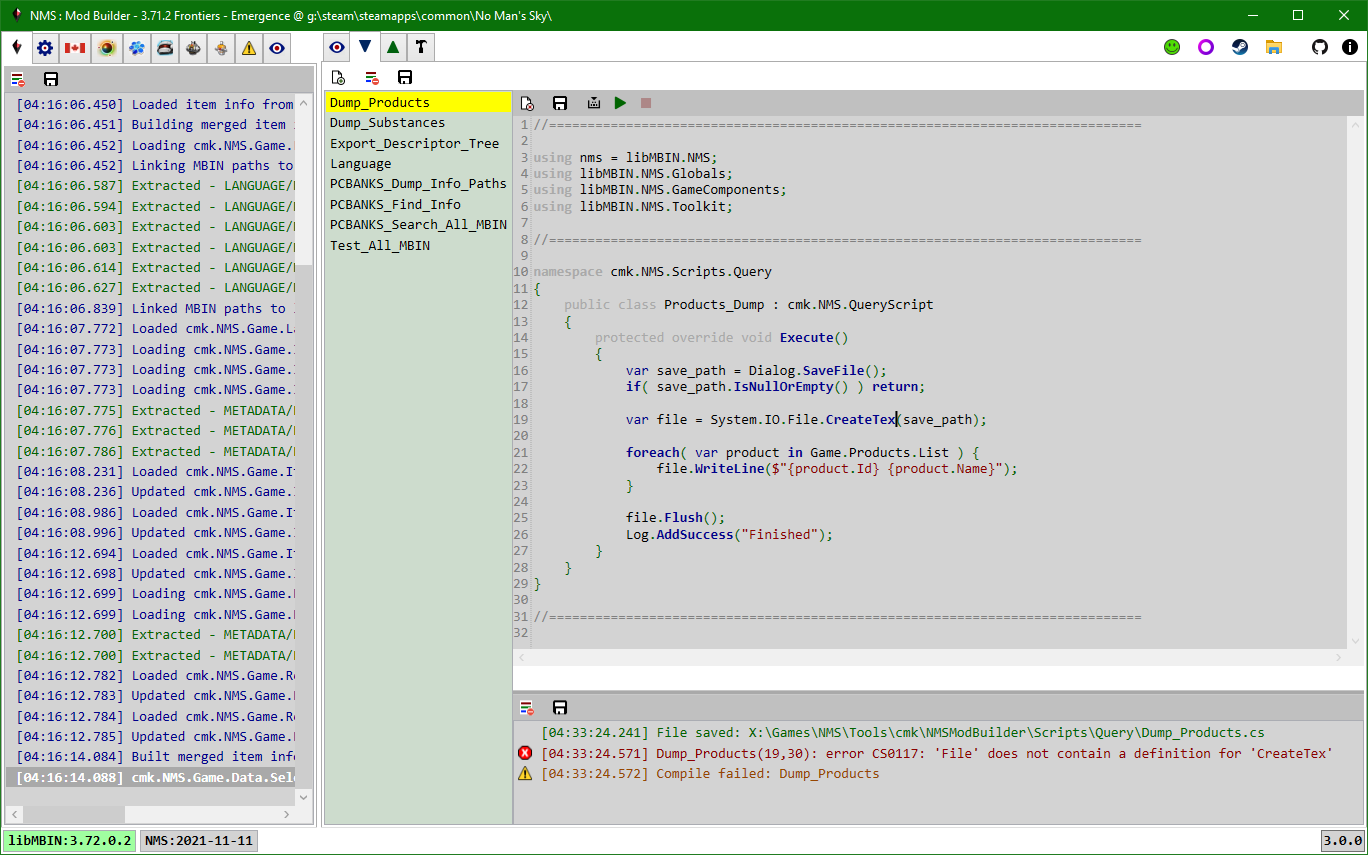 NMS : Mod Builder - 3.71.2 Frontiers - Emergence @ g:\steam\steamapps\common\No Man's Sky\
[04:16:06.450] Loaded item info from
[04:16:06.451] Building merged item
[04:16:06.452] Loading cmk.NMS.Game.
[04:16:06.452] Linking MBIN paths to
[04:16:06.587] Extracted - LANGUAGE/
[04:16:06.594] Extracted - LANGUAGE/
[04:16:06.603] Extracted - LANGUAGE/
[04:16:06.603] Extracted - LANGUAGE/
[04:16:06.614] Extracted - LANGUAGE/
[04:16:06.627] Extracted - LANGUAGE/
[04:16:06.839] Linked MBIN paths to
[04:16:07.772] Loaded cmk.NMS.Game.La
[04:16:07.773] Loading cmk.NMS.Game.
[04:16:07.773] Loading cmk.NMS.Game.
[04:16:07.773] Loading cmk.NMS.Game.
[04:16:07.775] Extracted - METADATA/
[04:16:07.776] Extracted - METADATA/
[04:16:07.786] Extracted - METADATA/
[04:16:08.231] Loaded cmk.NMS.Game.It
[04:16:08.236] Updated cmk.NMS.Game.
[04:16:08.986] Loaded cmk.NMS.Game.It
[04:16:08.996] Updated cmk.NMS.Game.
[04:16:12.694] Loaded cmk.NMS.Game.It
[04:16:12.698] Updated cmk.NMS.Game.
[04:16:12.699] Loading cmk.NMS.Game.
[04:16:12.699] Loading cmk.NMS.Game.
[04:16:12.700] Extracted - METADATA/
[04:16:12.700] Extracted - METADATA/
[04:16:12.782] Loaded cmk.NMS.Game.Re
[04:16:12.783] Updated cmk.NMS.Game.
[04:16:12.784] Loaded cmk.NMS.Game.Re
[04:16:12.785] Updated cmk.NMS.Game.
[04:16:14.084] Built merged item info
[04:16:14.088] cmk.NMS.Game.Data.Sele
Dump_Products
Dump_Substances
Export_Descriptor_Tree
Language
PCBANKS_Dump_Info_Paths
PCBANKS_Find_Info
PCBANKS_Search_All_MBIN
Test_All_MBIN
1 //=============================================================================
2
3 using nms = libMBIN.NMS;
4 using libMBIN.NMS.Globals;
5 using libMBIN.NMS.GameComponents;
6 using libMBIN.NMS.Toolkit;
7
8 //=============================================================================
9
10 namespace cmk.NMS.Scripts.Query
11 {
12 public class Products_Dump : cmk.NMS.QueryScript
13 {
14 protected override void Execute()
15 {
16 var save_path = Dialog.SaveFile();
17 if( save_path.IsNullOrEmpty() ) return;
18
19 var file = System.IO.File.CreateTex(save_path);
20
21 foreach( var product in Game.Products.List ) {
22 file.WriteLine($"{product.Id} {product.Name}");
23 }
24
25 file.Flush();
26 Log.AddSuccess("Finished");
27 }
28 }
29 }
30
31 //=============================================================================
32
[04:33:24.241] File saved: X:\Games\NMS\Tools\cmk\NMSModBuilder\Scripts\Query\Dump_Products.cs
[04:33:24.571] Dump_Products(19,30): error CS0117: 'File' does not contain a definition for 'CreateTex'
[04:33:24.572] Compile failed: Dump_Products
libMBIN:3.72.0.2
NMS:2021-11-11
3.0.0